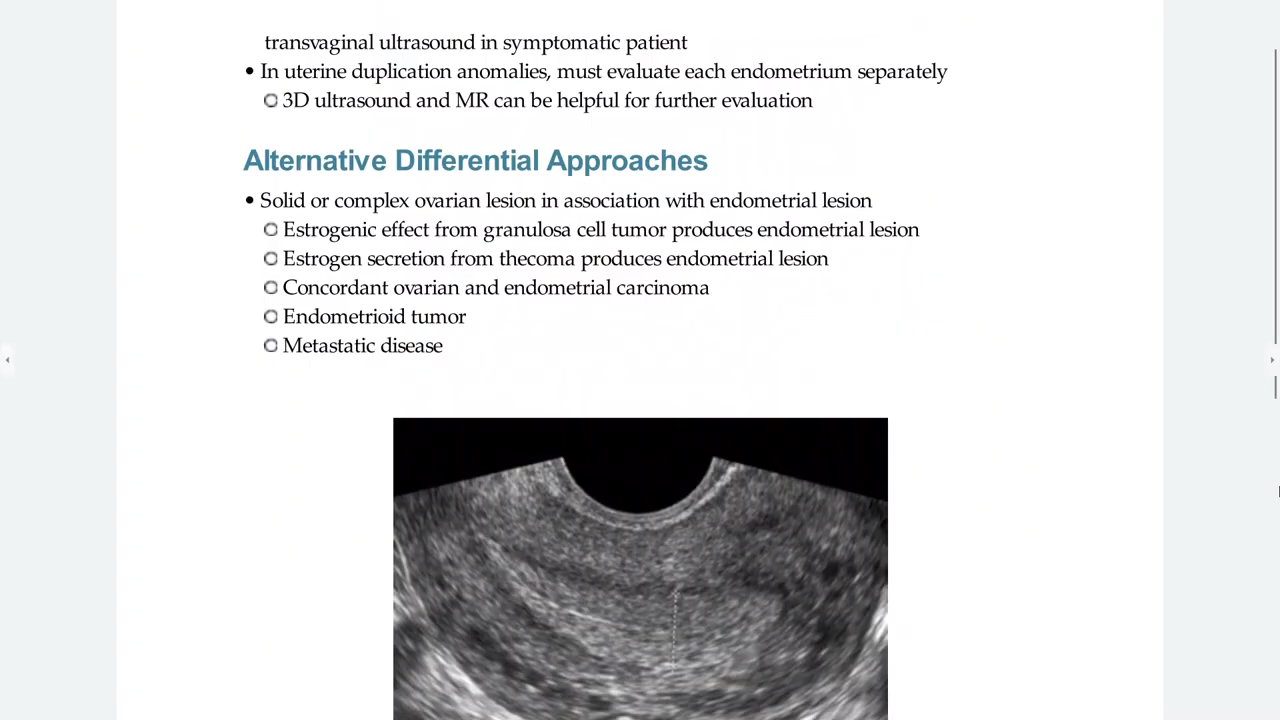 transvaginal ultrasound in symptomatic patient
• In uterine duplication anomalies, must evaluate each endometrium separately
○ 3D ultrasound and MR can be helpful for further evaluation
Alternative Differential Approaches
• Solid or complex ovarian lesion in association with endometrial lesion
○ Estrogenic effect from granulosa cell tumor produces endometrial lesion
○ Estrogen secretion from thecoma produces endometrial lesion
○ Concordant ovarian and endometrial carcinoma
○ Endometrioid tumor
○ Metastatic disease